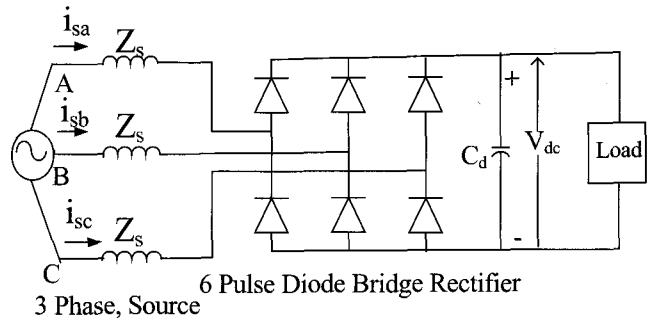 i_sa
Z_s
A
i_sb
Z_s
B
i_sc
Z_s
C
+
C_d
V_dc
-
Load
6 Pulse Diode Bridge Rectifier
3 Phase, Source